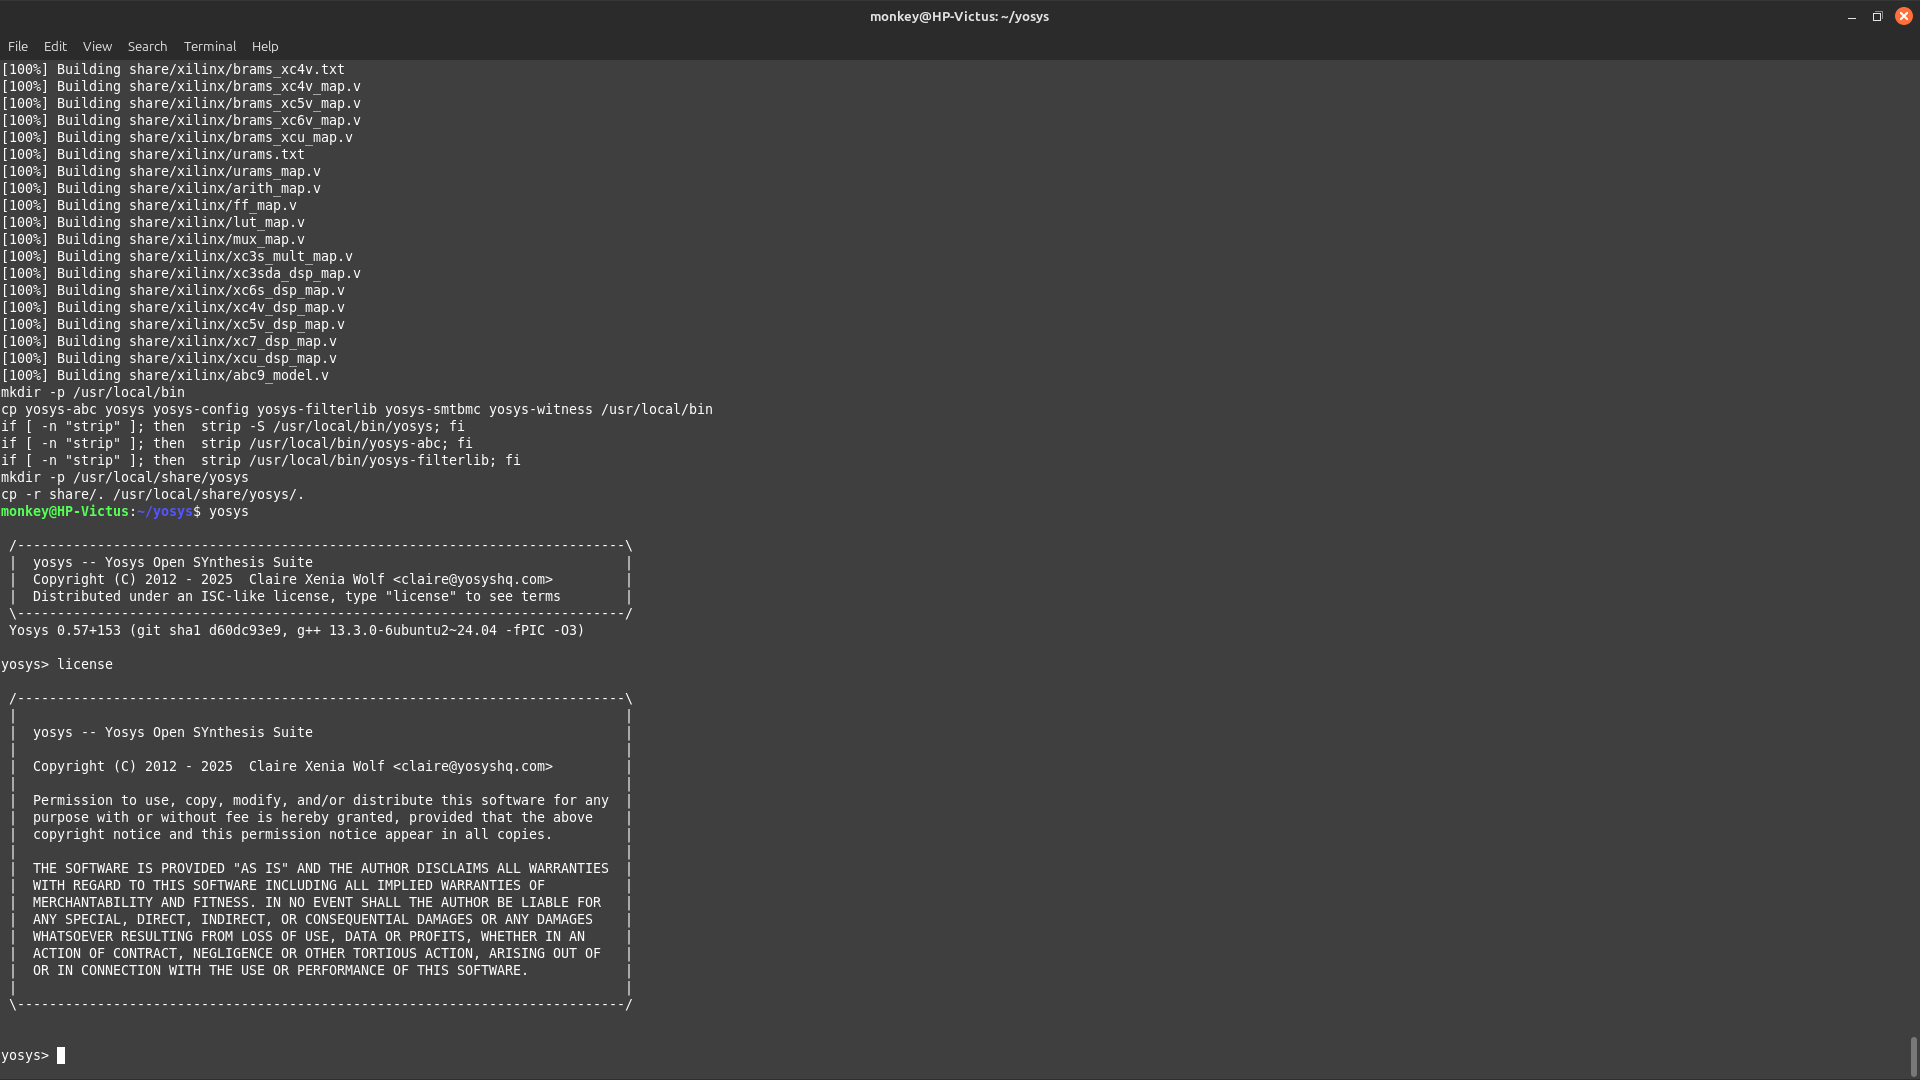 monkey@HP-Victus: ~/yosys
File Edit View Search Terminal Help
[100%] Building share/xilinx/brams_xc4v.txt
[100%] Building share/xilinx/brams_xc4v_map.v
[100%] Building share/xilinx/brams_xc5v_map.v
[100%] Building share/xilinx/brams_xc6v_map.v
[100%] Building share/xilinx/brams_xcu_map.v
[100%] Building share/xilinx/urams.txt
[100%] Building share/xilinx/urams_map.v
[100%] Building share/xilinx/arith_map.v
[100%] Building share/xilinx/ff_map.v
[100%] Building share/xilinx/lut_map.v
[100%] Building share/xilinx/mux_map.v
[100%] Building share/xilinx/xc3s_mult_map.v
[100%] Building share/xilinx/xc3sda_dsp_map.v
[100%] Building share/xilinx/xc6s_dsp_map.v
[100%] Building share/xilinx/xc4v_dsp_map.v
[100%] Building share/xilinx/xc5v_dsp_map.v
[100%] Building share/xilinx/xc7_dsp_map.v
[100%] Building share/xilinx/xcu_dsp_map.v
[100%] Building share/xilinx/abc9_model.v
mkdir -p /usr/local/bin
cp yosys-abc yosys yosys-config yosys-filterlib yosys-smtbmc yosys-witness /usr/local/bin
if [ -n "strip" ]; then  strip -S /usr/local/bin/yosys; fi
if [ -n "strip" ]; then  strip /usr/local/bin/yosys-abc; fi
if [ -n "strip" ]; then  strip /usr/local/bin/yosys-filterlib; fi
mkdir -p /usr/local/share/yosys
cp -r share/. /usr/local/share/yosys/.
monkey@HP-Victus:~/yosys$ yosys

 /----------------------------------------------------------------------------\
 |  yosys -- Yosys Open SYnthesis Suite                                       |
 |  Copyright (C) 2012 - 2025  Claire Xenia Wolf <claire@yosyshq.com>         |
 |  Distributed under an ISC-like license, type "license" to see terms        |
 \----------------------------------------------------------------------------/
 Yosys 0.57+153 (git sha1 d60dc93e9, g++ 13.3.0-6ubuntu2~24.04 -fPIC -O3)

yosys> license

 /----------------------------------------------------------------------------\
 |                                                                            |
 |  yosys -- Yosys Open SYnthesis Suite                                       |
 |                                                                            |
 |  Copyright (C) 2012 - 2025  Claire Xenia Wolf <claire@yosyshq.com>         |
 |                                                                            |
 |  Permission to use, copy, modify, and/or distribute this software for any  |
 |  purpose with or without fee is hereby granted, provided that the above    |
 |  copyright notice and this permission notice appear in all copies.         |
 |                                                                            |
 |  THE SOFTWARE IS PROVIDED "AS IS" AND THE AUTHOR DISCLAIMS ALL WARRANTIES  |
 |  WITH REGARD TO THIS SOFTWARE INCLUDING ALL IMPLIED WARRANTIES OF          |
 |  MERCHANTABILITY AND FITNESS. IN NO EVENT SHALL THE AUTHOR BE LIABLE FOR   |
 |  ANY SPECIAL, DIRECT, INDIRECT, OR CONSEQUENTIAL DAMAGES OR ANY DAMAGES    |
 |  WHATSOEVER RESULTING FROM LOSS OF USE, DATA OR PROFITS, WHETHER IN AN     |
 |  ACTION OF CONTRACT, NEGLIGENCE OR OTHER TORTIOUS ACTION, ARISING OUT OF   |
 |  OR IN CONNECTION WITH THE USE OR PERFORMANCE OF THIS SOFTWARE.            |
 |                                                                            |
 \----------------------------------------------------------------------------/

yosys>